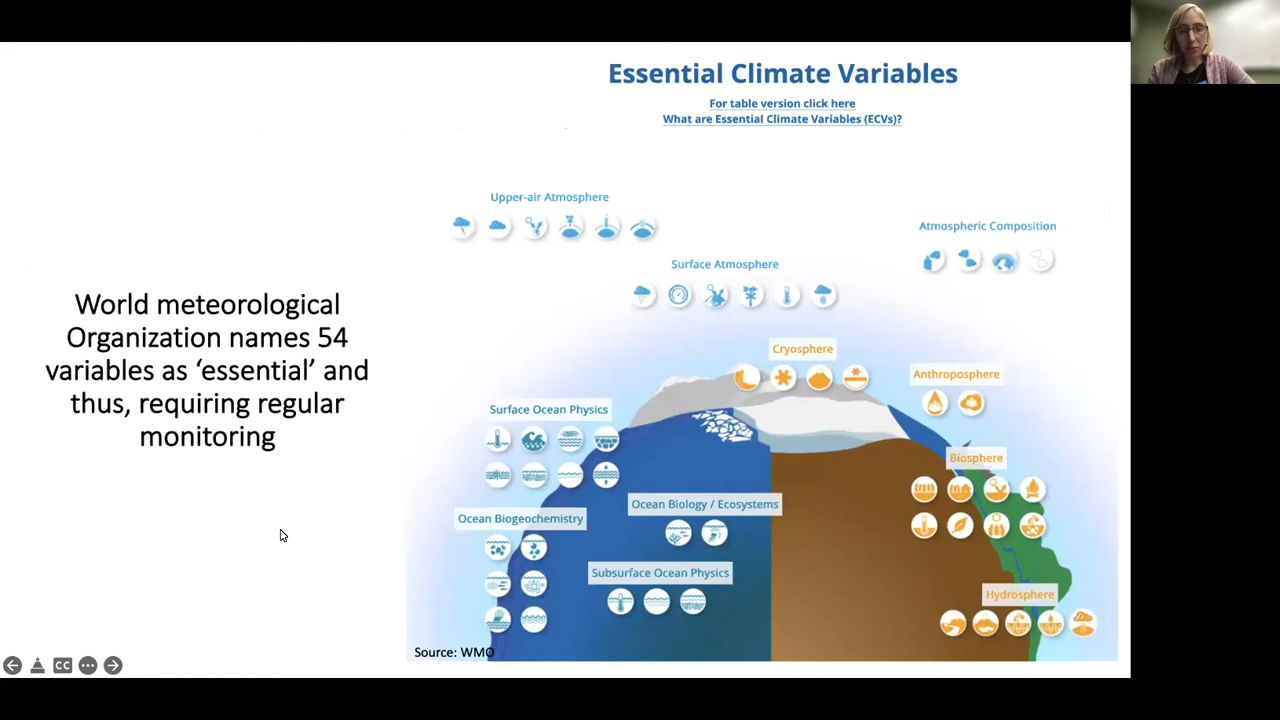 Essential Climate Variables
For table version click here
What are Essential Climate Variables (ECVs)?
Upper-air Atmosphere
Atmospheric Composition
Surface Atmosphere
World meteorological
Organization names 54
variables as ‘essential’ and
thus, requiring regular
monitoring
Cryosphere
Anthroposphere
Surface Ocean Physics
Biosphere
Ocean Biology / Ecosystems
Ocean Biogeochemistry
Subsurface Ocean Physics
Hydrosphere
Source: WMO
CC